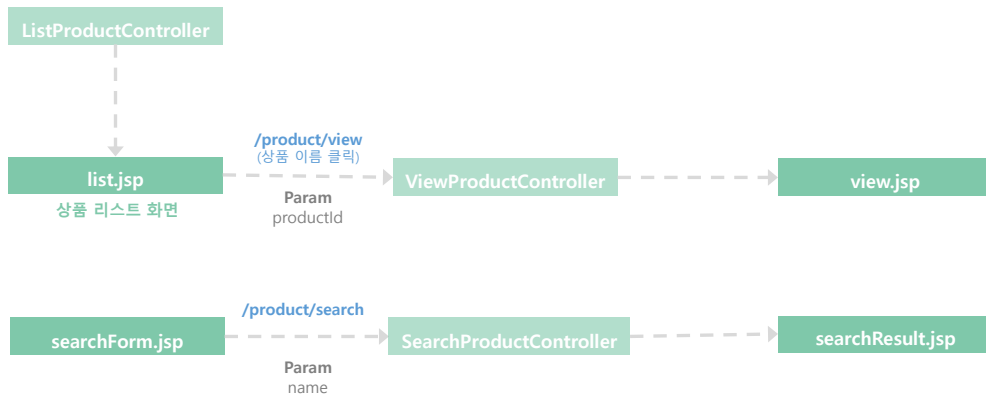 ListProductController
/product/view
(상품 이름 클릭)
list.jsp
ViewProductController
view.jsp
상품 리스트 화면
Param
productId
/product/search
searchForm.jsp
SearchProductController
searchResult.jsp
Param
name